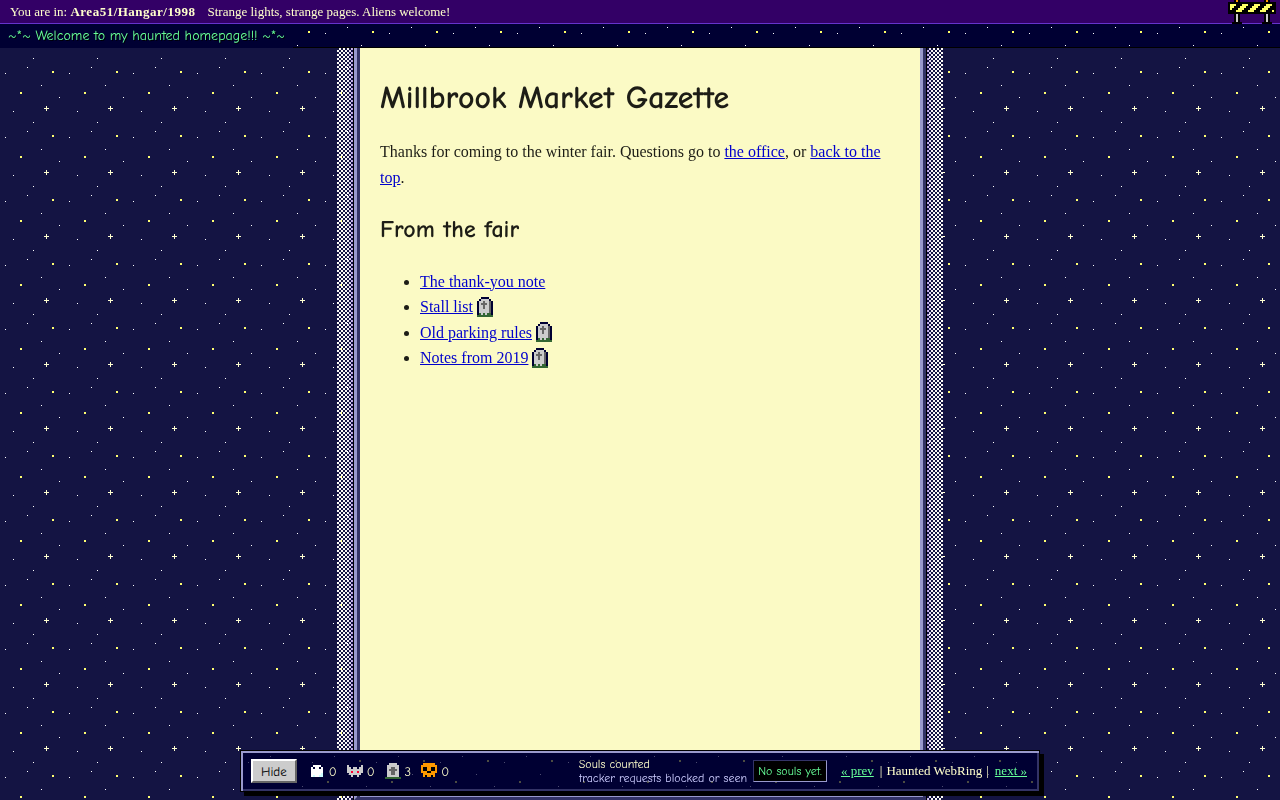 You are in: Area51/Hangar/1998 Strange lights, strange pages. Aliens welcome!
~*~ Welcome to my haunted homepage!!! ~*~
Millbrook Market Gazette
Thanks for coming to the winter fair. Questions go to the office, or back to the
top.
From the fair
The thank-you note
Stall list
Old parking rules
Notes from 2019
Hide 0 0 3 0
Souls counted
tracker requests blocked or seen
No souls yet.
« prev | Haunted WebRing | next »